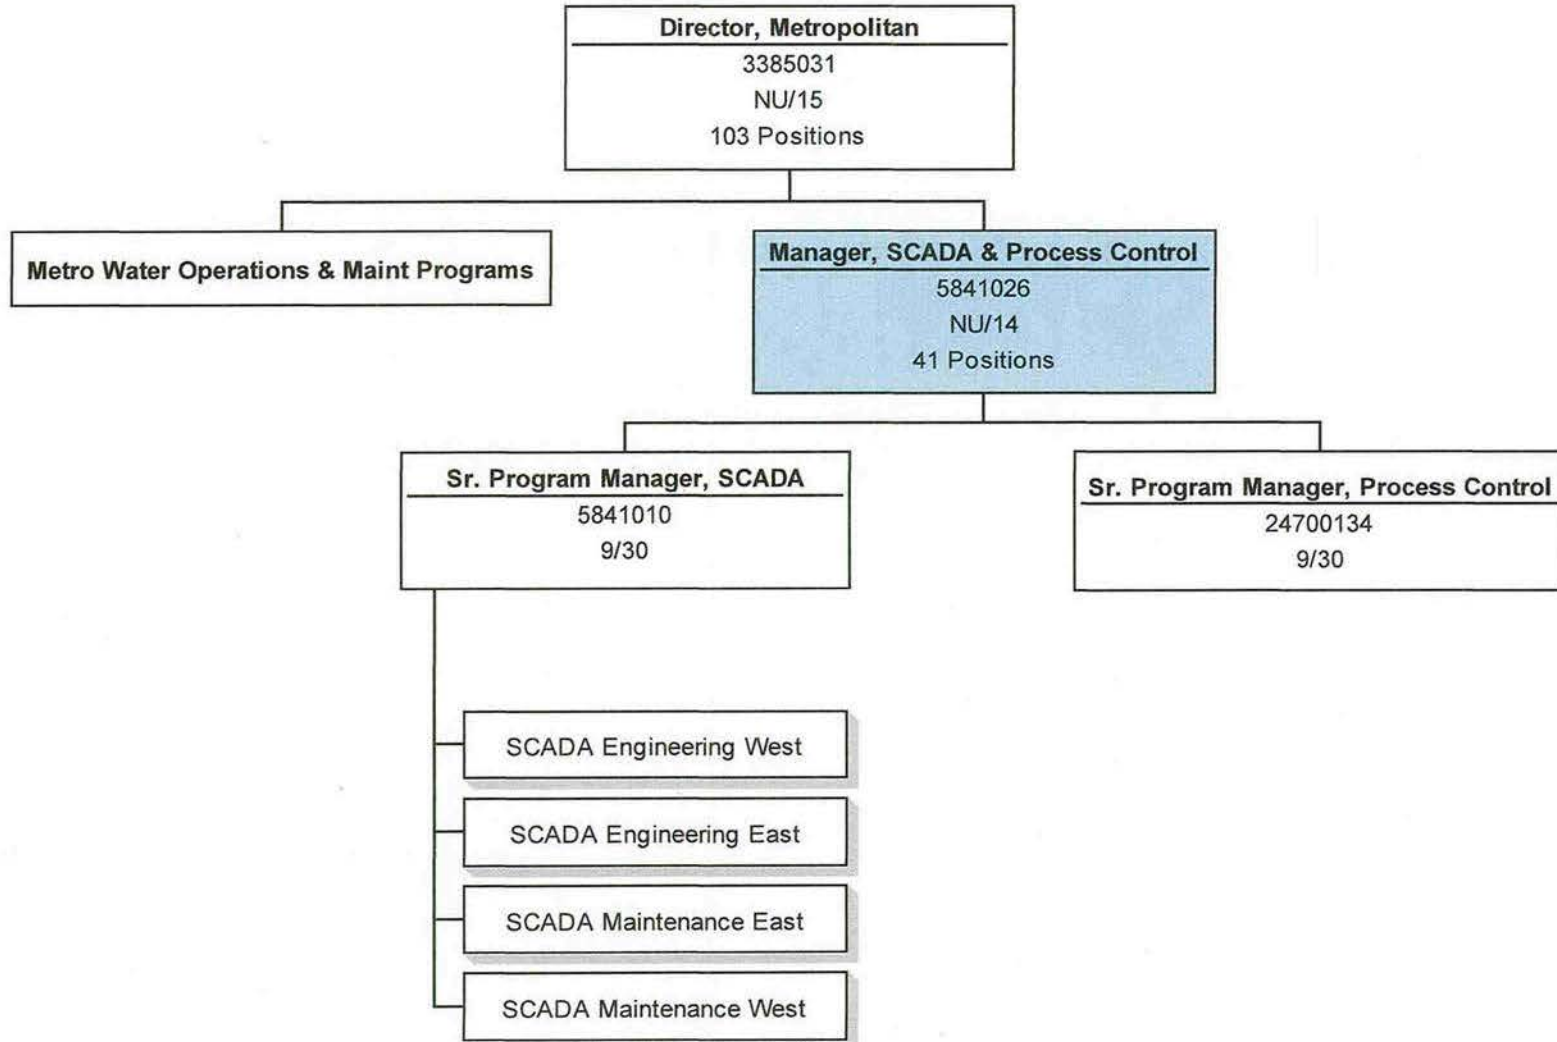 Director, Metropolitan
3385031
NU/15
103 Positions
Metro Water Operations & Maint Programs
Manager, SCADA & Process Control
5841026
NU/14
41 Positions
Sr. Program Manager, SCADA
5841010
9/30
Sr. Program Manager, Process Control
24700134
9/30
SCADA Engineering West
SCADA Engineering East
SCADA Maintenance East
SCADA Maintenance West